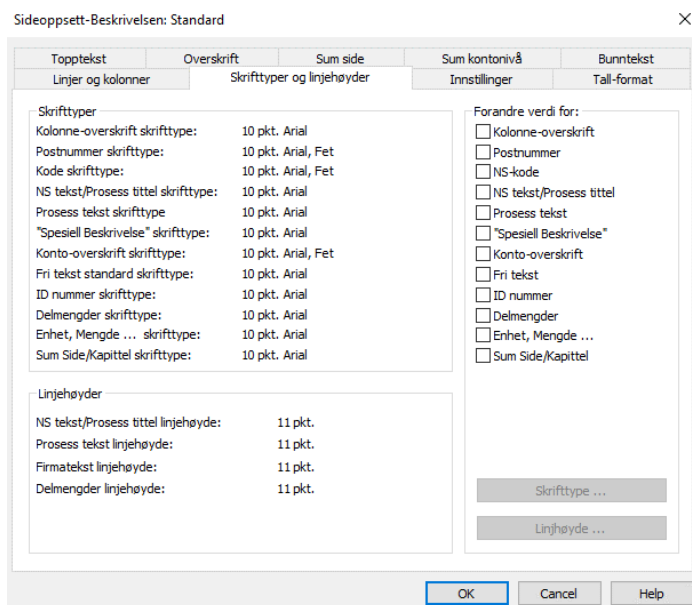 Sideoppsett-Beskrivelsen: Standard
Topptekst Overskrift Sum side Sum kontonivå Bunntekst
Linjer og kolonner Skrifttyper og linjehøyder Innstillinger Tall-format
Skrifttyper
Kolonne-overskrift skrifttype: 10 pkt. Arial
Postnummer skrifttype: 10 pkt. Arial, Fet
Kode skrifttype: 10 pkt. Arial, Fet
NS tekst/Prosess tittel skrifttype: 10 pkt. Arial
Prosess tekst skrifttype 10 pkt. Arial
"Spesiell Beskrivelse" skrifttype: 10 pkt. Arial
Konto-overskrift skrifttype: 10 pkt. Arial, Fet
Fri tekst standard skrifttype: 10 pkt. Arial
ID nummer skrifttype: 10 pkt. Arial
Delmengder skrifttype: 10 pkt. Arial
Enhet, Mengde ... skrifttype: 10 pkt. Arial
Sum Side/Kapittel skrifttype: 10 pkt. Arial
Linjehøyder
NS tekst/Prosess tittel linjehøyde: 11 pkt.
Prosess tekst linjehøyde: 11 pkt.
Firmatekst linjehøyde: 11 pkt.
Delmengder linjehøyde: 11 pkt.
Forandre verdi for:
Kolonne-overskrift
Postnummer
NS-kode
NS tekst/Prosess tittel
Prosess tekst
"Spesiell Beskrivelse"
Konto-overskrift
Fri tekst
ID nummer
Delmengder
Enhet, Mengde ...
Sum Side/Kapittel
Skrifttype ...
Linjhøyde ...
OK Cancel Help